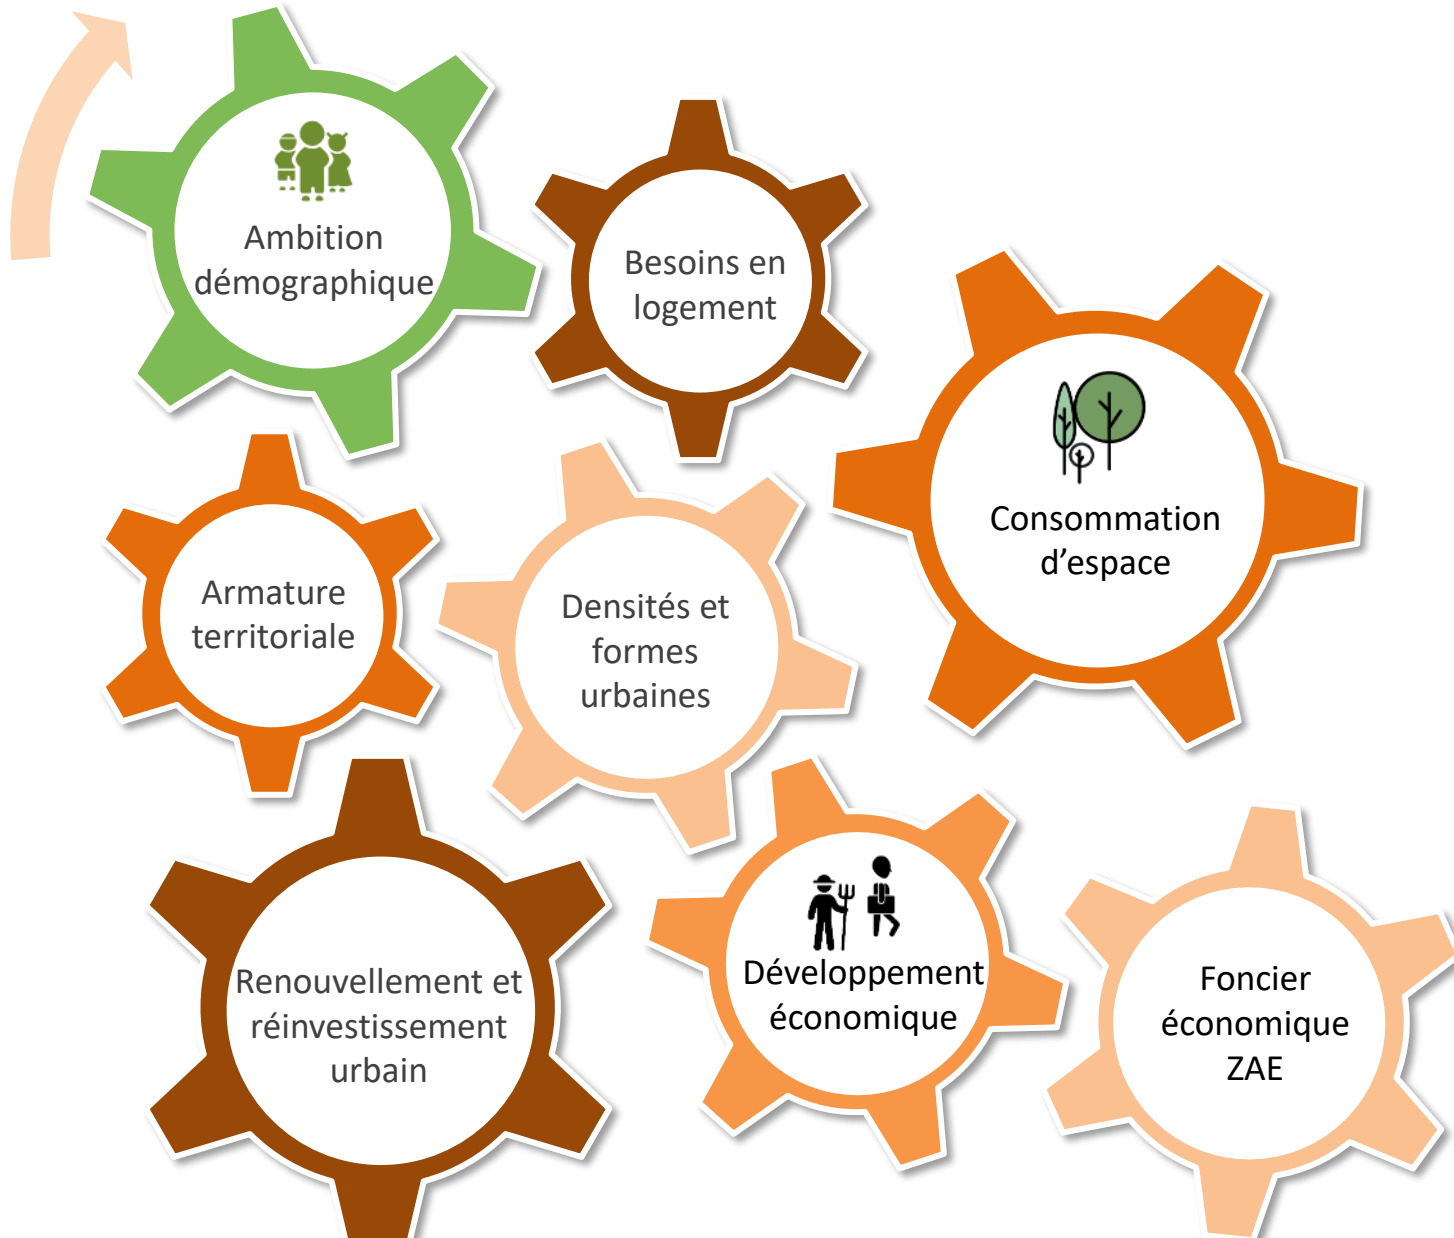 Ambition
démographique
Besoins en
logement
Consommation
d’espace
Armature
territoriale
Densités et
formes
urbaines
Renouvellement et
réinvestissement
urbain
Développement
économique
Foncier
économique
ZAE